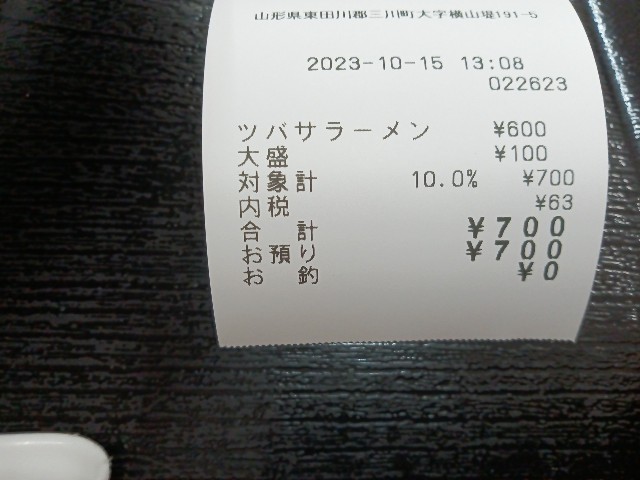 山形県東田川郡三川町大字横山堤191-5
2023-10-15 13:08
022623
ツバサラーメン ¥600
大盛 ¥100
対象計 10.0% ¥700
内税 ¥63
合計 ¥700
お預り ¥700
お釣 ¥0